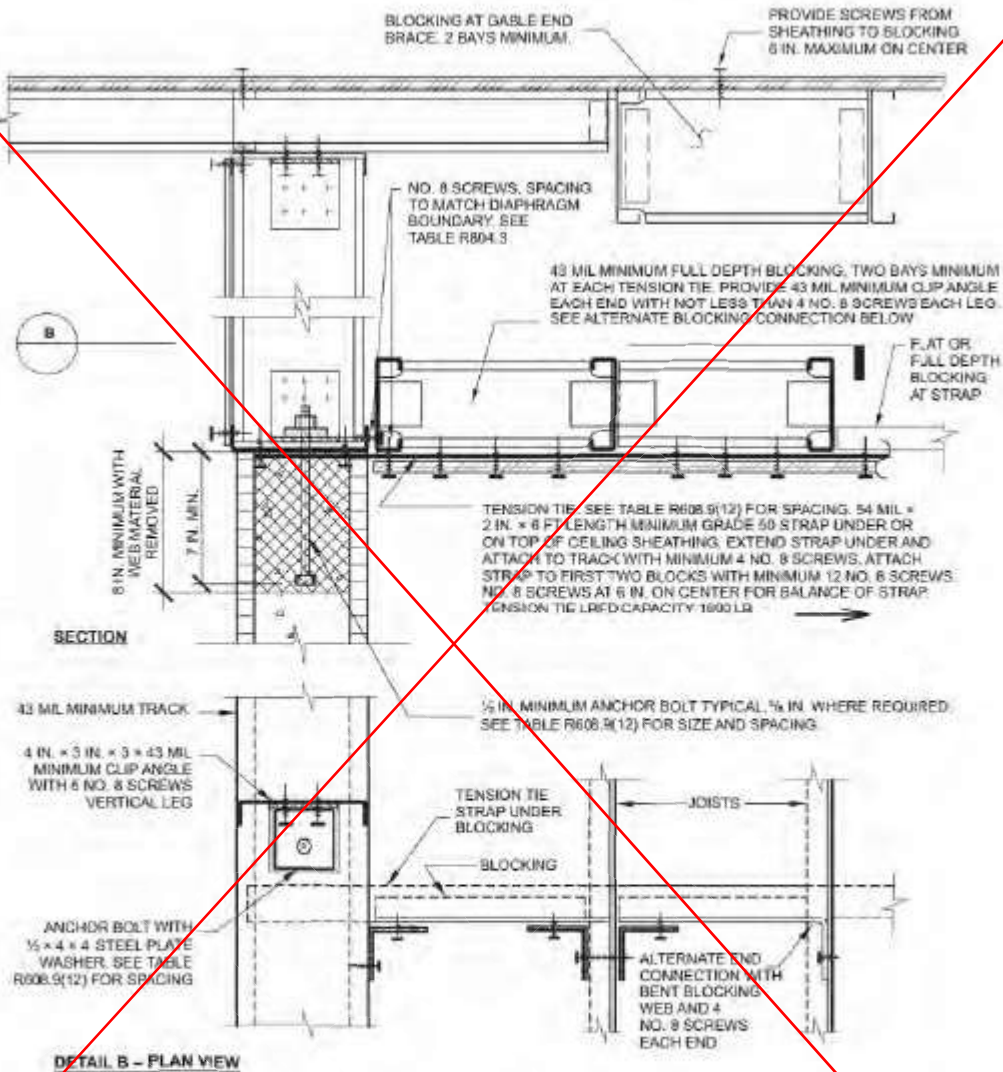 BLOCKING AT GABLE END
BRACE, 2 BAYS MINIMUM
PROVIDE SCREWS FROM
SHEATHING TO BLOCKING
6 IN. MAXIMUM ON CENTER
NO. 8 SCREWS, SPACING
TO MATCH DIAPHRAGM
BOUNDARY, SEE
TABLE R804.3
43 MIL MINIMUM FULL DEPTH BLOCKING, TWO BAYS MINIMUM
AT EACH TENSION TIE. PROVIDE 43 MIL MINIMUM CLIP ANGLE
EACH END WITH NOT LESS THAN 4 NO. 8 SCREWS EACH LEG
SEE ALTERNATE BLOCKING CONNECTION BELOW
B
FLAT OR
FULL DEPTH
BLOCKING
AT STRAP
8 IN. MINIMUM WITH
WEB MATERIAL
REMOVED
7 IN. MIN.
TENSION TIE, SEE TABLE R608.9(12) FOR SPACING. 54 MIL ×
2 IN. × 6 FT LENGTH MINIMUM GRADE 50 STRAP UNDER OR
ON TOP OF CEILING SHEATHING, EXTEND STRAP UNDER AND
ATTACH TO TRACK WITH MINIMUM 4 NO. 8 SCREWS, ATTACH
STRAP TO FIRST TWO BLOCKS WITH MINIMUM 12 NO. 8 SCREWS
NO. 8 SCREWS AT 6 IN. ON CENTER FOR BALANCE OF STRAP.
TENSION TIE LRFD CAPACITY 1600 LB
SECTION
43 MIL MINIMUM TRACK
IN. MINIMUM ANCHOR BOLT TYPICAL, IN. WHERE REQUIRED.
SEE TABLE R608.9(12) FOR SIZE AND SPACING
4 IN. × 3 IN. × 3 × 43 MIL
MINIMUM CLIP ANGLE
WITH 6 NO. 8 SCREWS
VERTICAL LEG
TENSION TIE
STRAP UNDER
BLOCKING
JOISTS
BLOCKING
ANCHOR BOLT WITH
× 4 × 4 STEEL PLATE
WASHER. SEE TABLE
R608.9(12) FOR SPACING
ALTERNATE END
CONNECTION WITH
BENT BLOCKING
WEB AND 4
NO. 8 SCREWS
EACH END
DETAIL B – PLAN VIEW